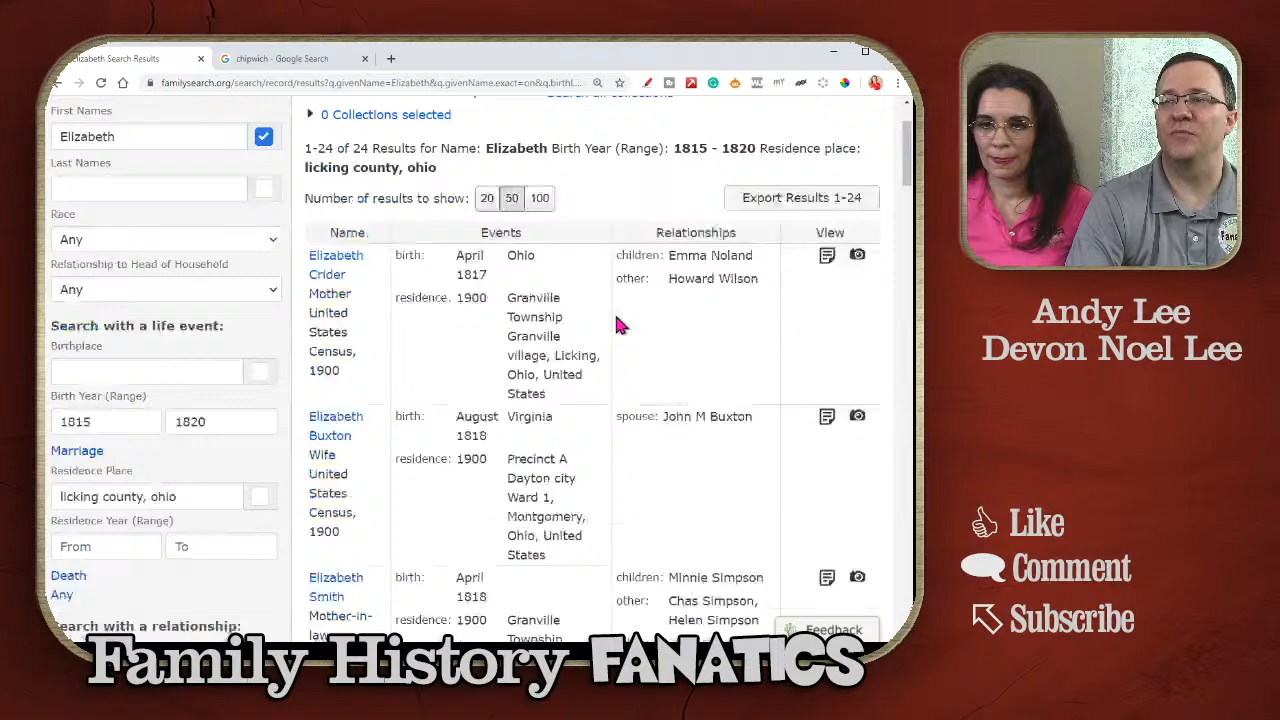 Elizabeth Search Results
chipwich - Google Search
familysearch.org/search/record/results?q.givenName=Elizabeth&q.givenName.exact=on&q.birthl..
First Names
Elizabeth
Last Names
Race
Any
Relationship to Head of Household
Any
Search with a life event:
Birthplace
Birth Year (Range)
1815 1820
Marriage
Residence Place
licking county, ohio
Residence Year (Range)
From To
Death
Any
Search with a relationship:
0 Collections selected
1-24 of 24 Results for Name: Elizabeth Birth Year (Range): 1815 - 1820 Residence place:
licking county, ohio
Number of results to show: 20 50 100 Export Results 1-24
Name Events Relationships View
Elizabeth birth: April Ohio children: Emma Noland
Crider 1817 other: Howard Wilson
Mother residence: 1900 Granville
United Township
States Granville
Census, village, Licking,
1900 Ohio, United
States
Elizabeth birth: August Virginia spouse: John M Buxton
Buxton 1818
Wife residence: 1900 Precinct A
United Dayton city
States Ward 1,
Census, Montgomery,
1900 Ohio, United
States
Elizabeth birth: April children: Minnie Simpson
Smith 1818 other: Chas Simpson,
Mother-in- residence: 1900 Granville Helen Simpson
law Township
Feedback
Andy Lee
Devon Noel Lee
Like
Comment
Subscribe
Family History FANATICS